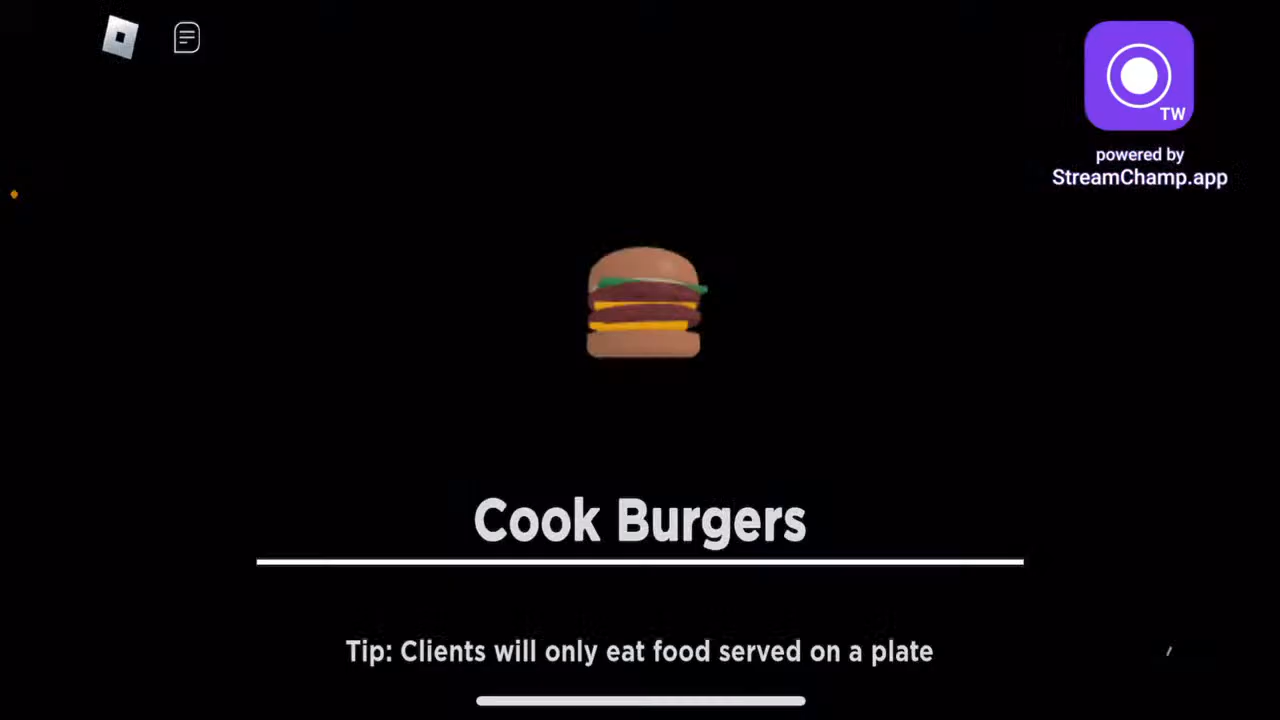 TW
powered by
StreamChamp.app
Cook Burgers
Tip: Clients will only eat food served on a plate